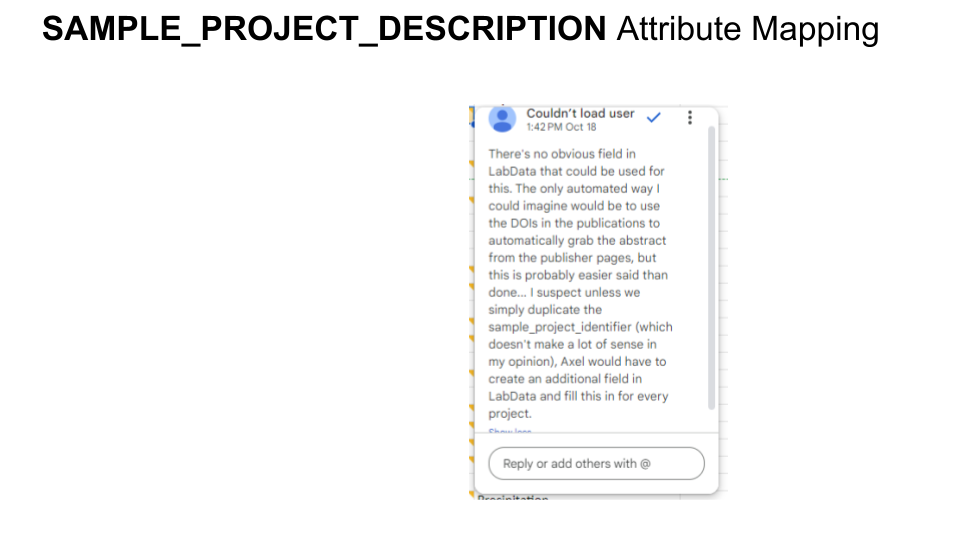 SAMPLE_PROJECT_DESCRIPTION Attribute Mapping
Couldn't load user
1:42 PM Oct 18
There's no obvious field in
LabData that could be used for
this. The only automated way I
could imagine would be to use
the DOIs in the publications to
automatically grab the abstract
from the publisher pages, but
this is probably easier said than
done... I suspect unless we
simply duplicate the
sample_project_identifier (which
doesn't make a lot of sense in
my opinion), Axel would have to
create an additional field in
LabData and fill this in for every
project.
Show less
Reply or add others with @
Precipitation